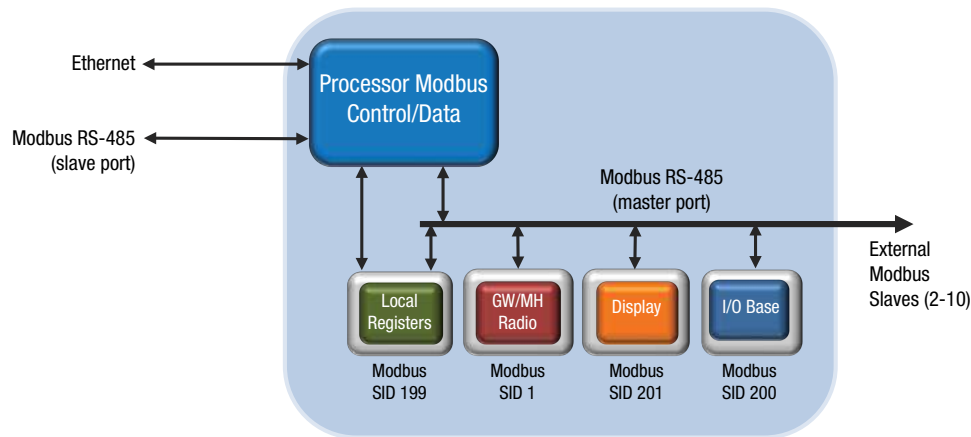 Ethernet
Processor Modbus
Control/Data
Modbus RS-485
(slave port)
Modbus RS-485
(master port)
External
Modbus
Slaves (2-10)
Local
Registers
GW/MH
Radio
Display
I/O Base
Modbus
SID 199
Modbus
SID 1
Modbus
SID 201
Modbus
SID 200